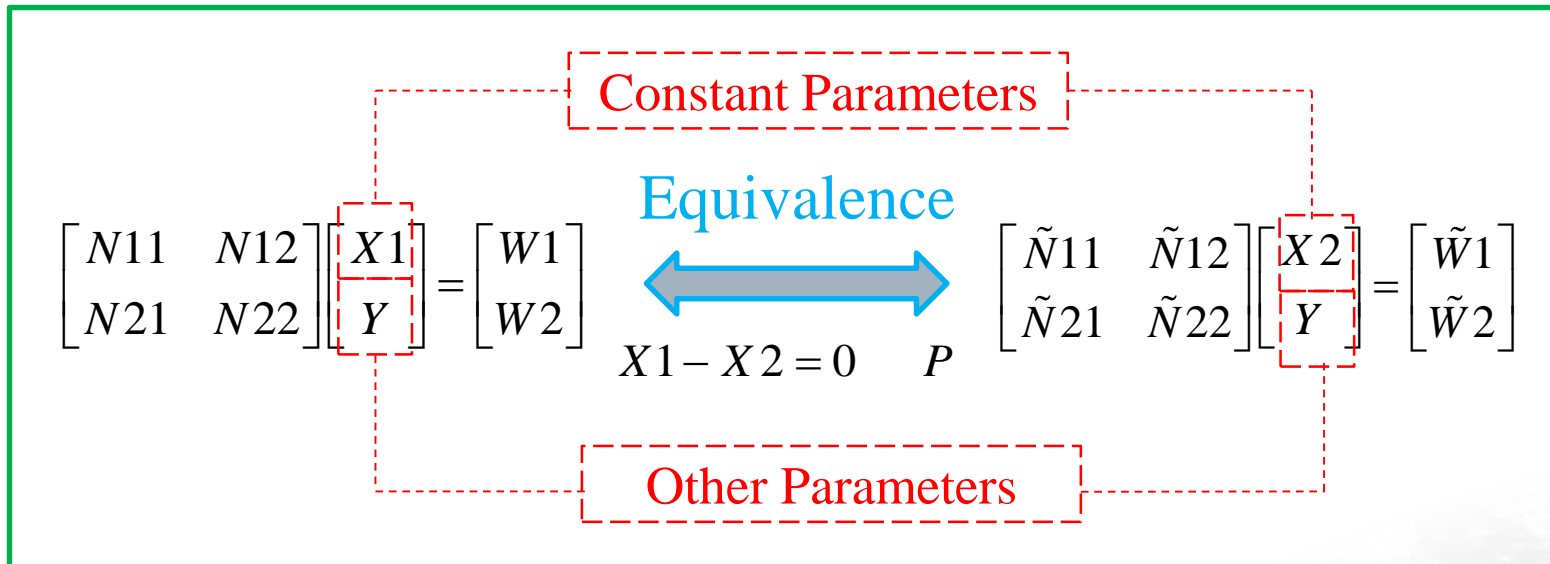 Constant Parameters
Equivalence
[N11 N12; N21 N22] [X1; Y] = [W1; W2]
X1 − X2 = 0 P
[Ñ11 Ñ12; Ñ21 Ñ22] [X2; Y] = [W̃1; W̃2]
Other Parameters